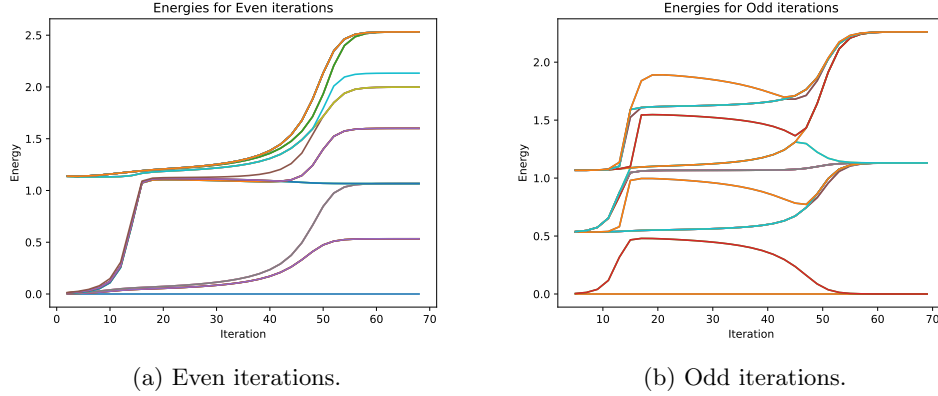 Energies for Even iterations
2.5
2.0
1.5
1.0
0.5
0.0
Energy
0 10 20 30 40 50 60 70
Iteration
(a) Even iterations.
Energies for Odd iterations
2.0
1.5
1.0
0.5
0.0
Energy
10 20 30 40 50 60 70
Iteration
(b) Odd iterations.